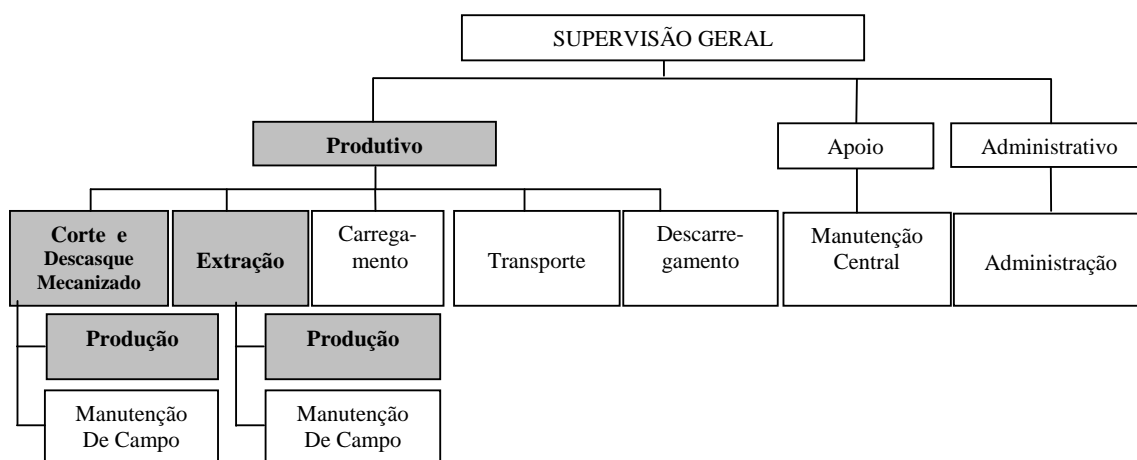 SUPERVISÃO GERAL
Produtivo
Apoio
Administrativo
Corte e
Descasque
Mecanizado
Extração
Carrega-
mento
Transporte
Descarre-
gamento
Manutenção
Central
Administração
Produção
Produção
Manutenção
De Campo
Manutenção
De Campo